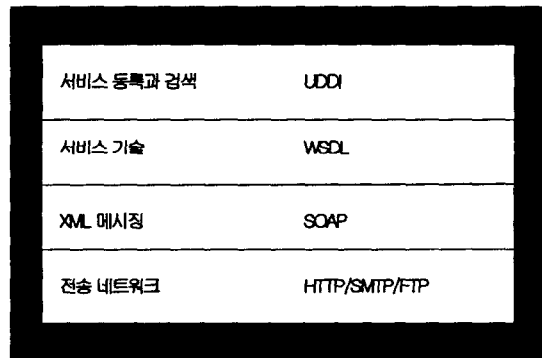 서비스 등록과 검색 UDDI
서비스 기술 WSDL
XML 메시징 SOAP
전송 네트워크 HTTP/SMTP/FTP